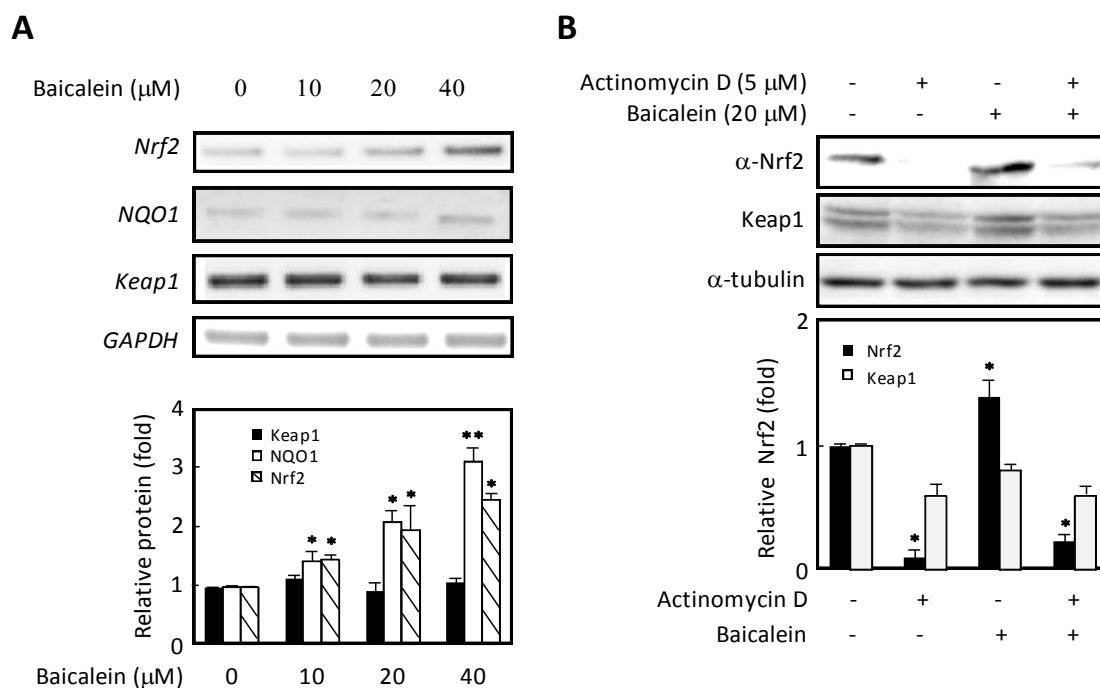 A
Baicalein (μM) 0 10 20 40
Nrf2
NQO1
Keap1
GAPDH
Relative protein (fold)
4
3
2
1
0
Keap1
NQO1
Nrf2
* *
* *
** *
Baicalein (μM) 0 10 20 40
B
Actinomycin D (5 μM) - + - +
Baicalein (20 μM) - - + +
α-Nrf2
Keap1
α-tubulin
Relative Nrf2 (fold)
2
1
0
Nrf2
Keap1
*
*
*
Actinomycin D - + - +
Baicalein - - + +